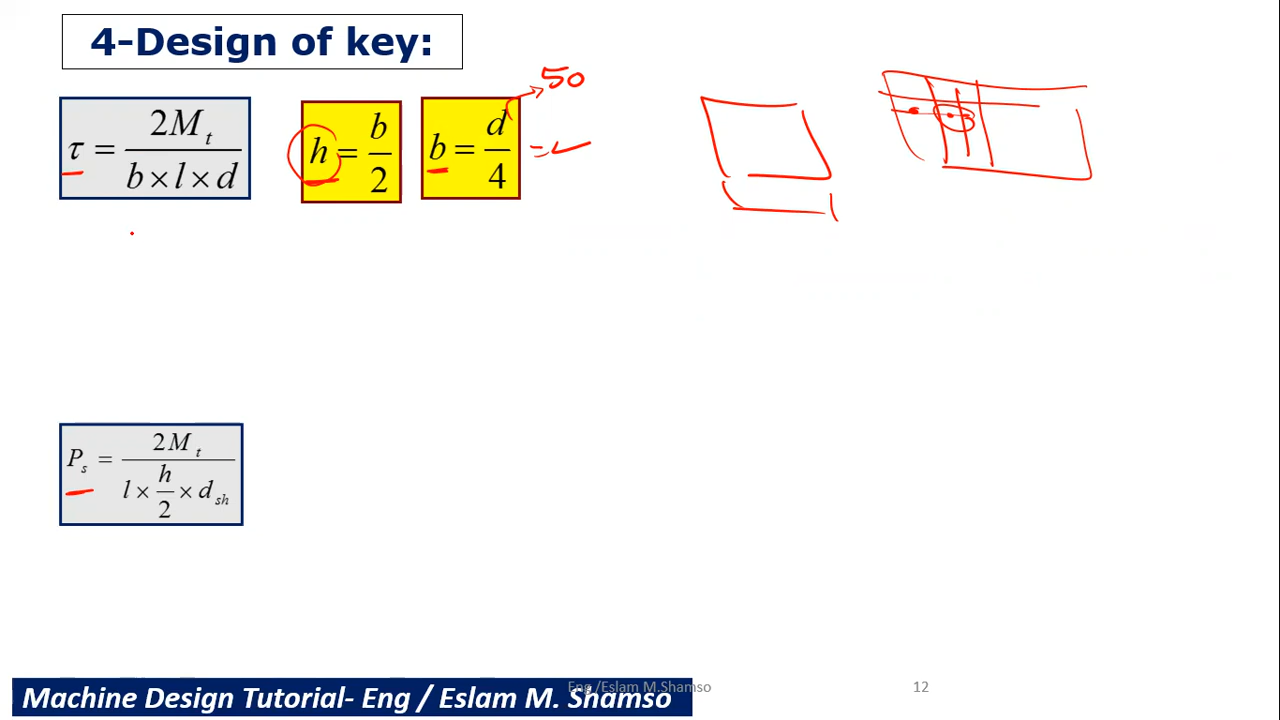 4-Design of key:
50
τ = 2M_t / (b × l × d)
h = b / 2
b = d / 4
=
P_s = 2M_t / (l × h/2 × d_sh)
Machine Design Tutorial- Eng / Eslam M. Shamso
Eng /Eslam M.Shamso
12